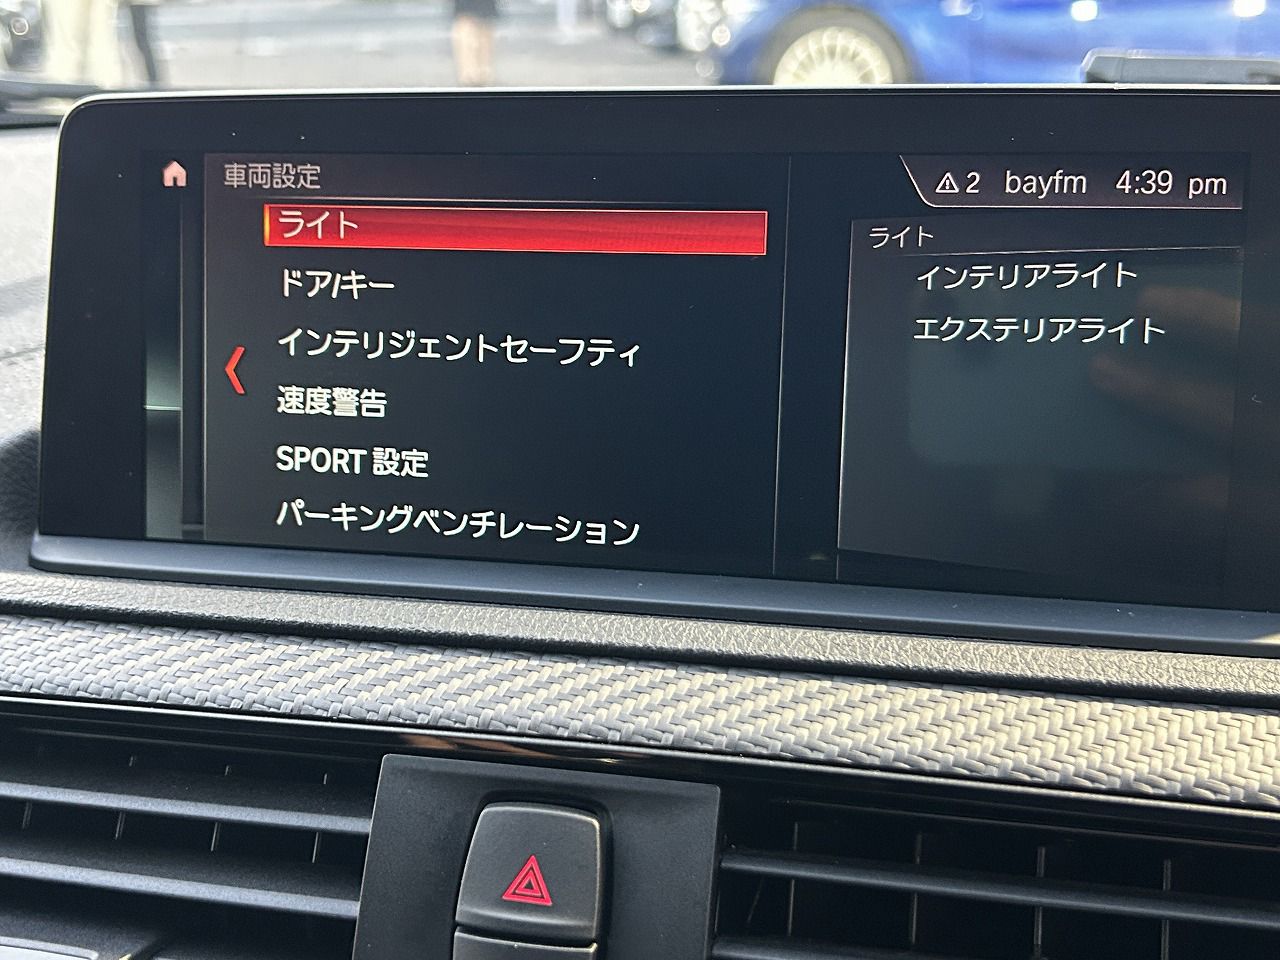 車両設定
2 bayfm 4:39 pm
ライト
ドア/キー
インテリジェントセーフティ
速度警告
SPORT 設定
パーキングベンチレーション
ライト
インテリアライト
エクステリアライト